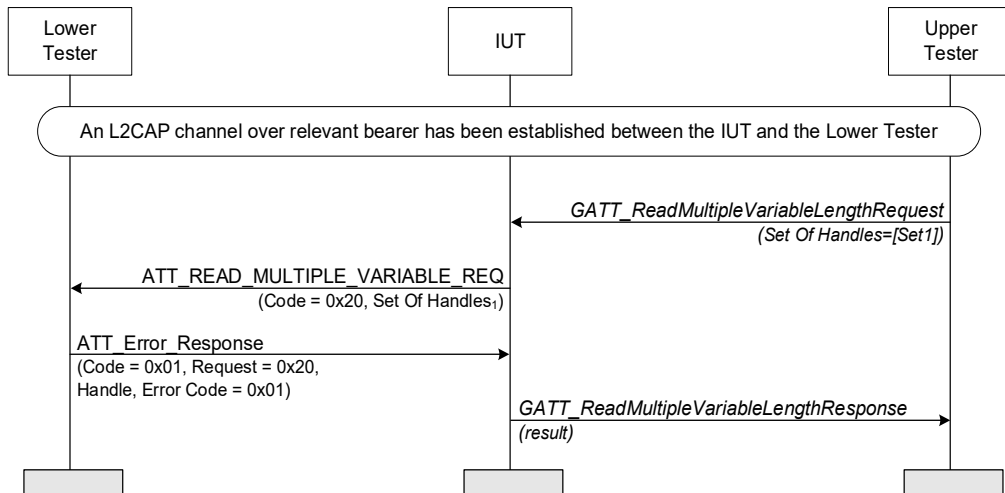 Lower
Tester
IUT
Upper
Tester
An L2CAP channel over relevant bearer has been established between the IUT and the Lower Tester
GATT_ReadMultipleVariableLengthRequest
(Set Of Handles=[Set1])
ATT_READ_MULTIPLE_VARIABLE_REQ
(Code = 0x20, Set Of Handles₁)
ATT_Error_Response
(Code = 0x01, Request = 0x20,
Handle, Error Code = 0x01)
GATT_ReadMultipleVariableLengthResponse
(result)